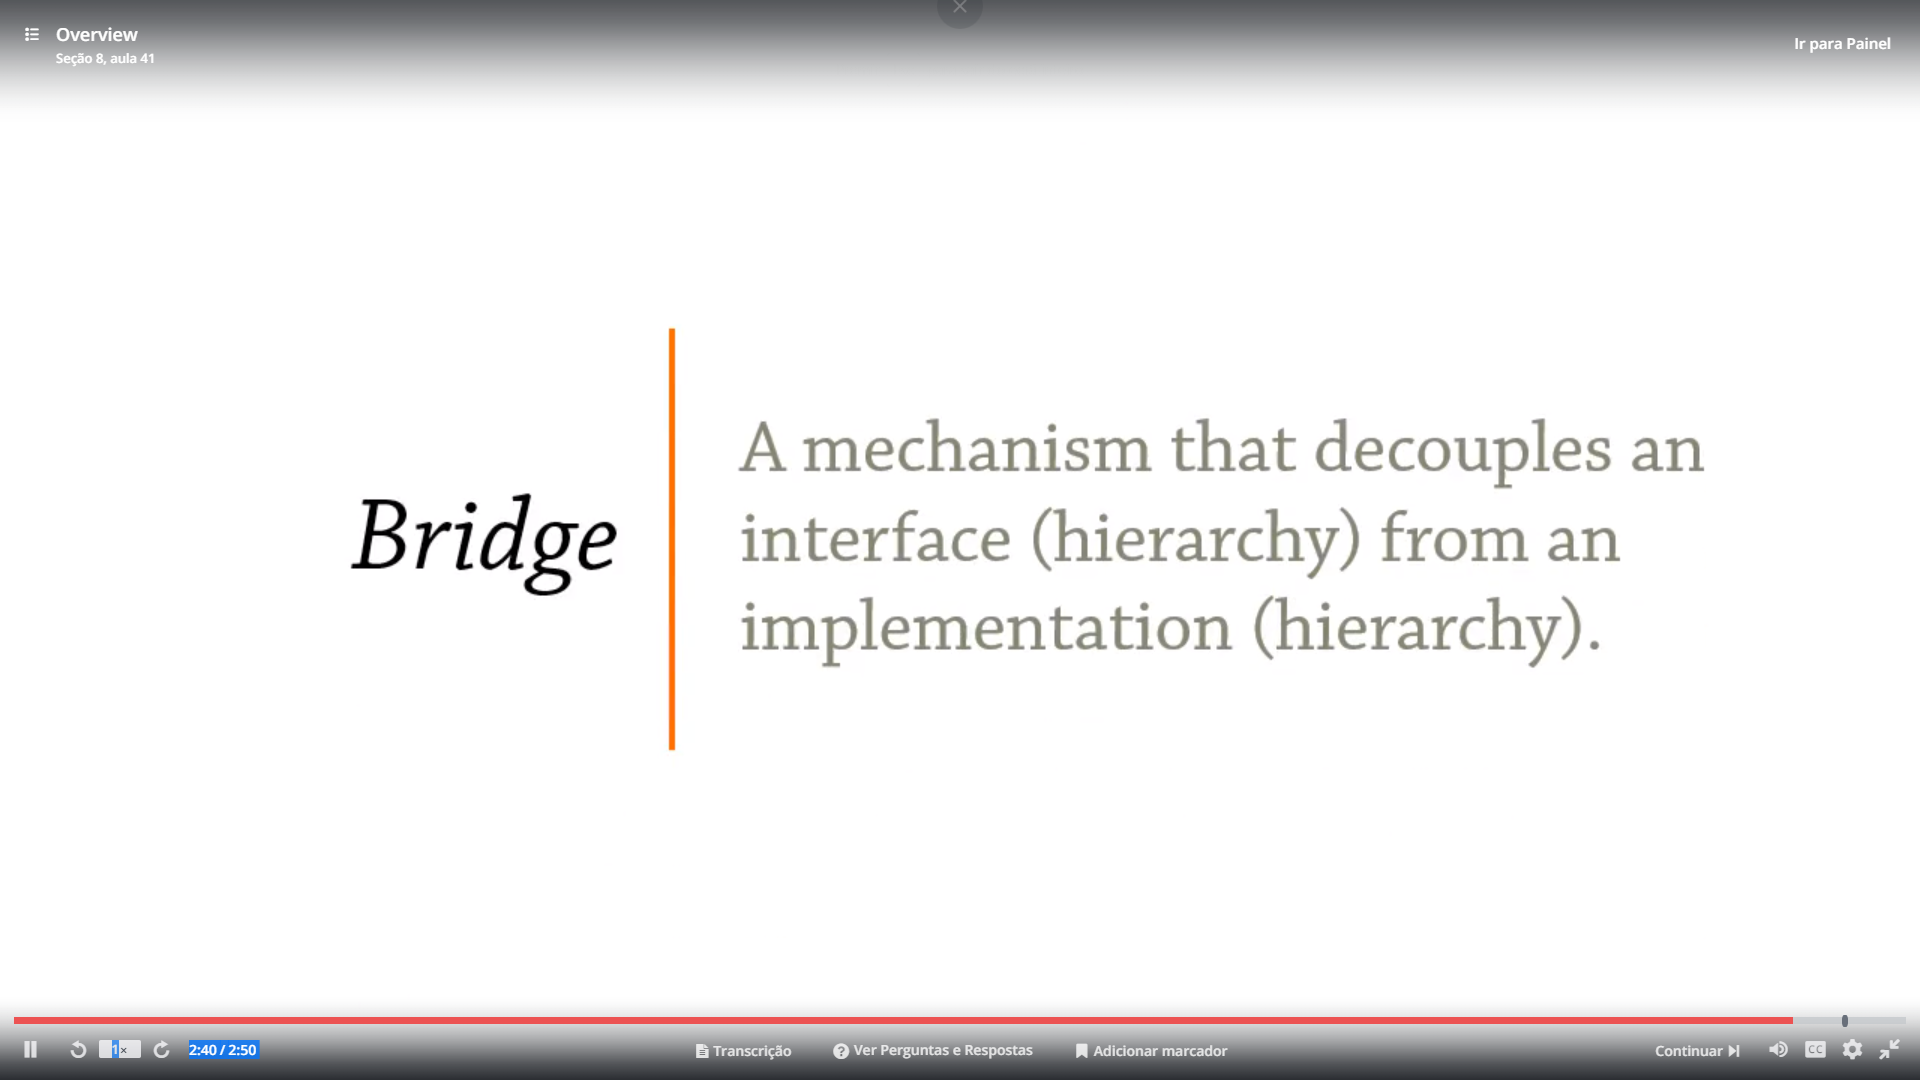 Overview
Seção 8, aula 41
Ir para Painel
Bridge
A mechanism that decouples an
interface (hierarchy) from an
implementation (hierarchy).
1×
2:40 / 2:50
Transcrição
Ver Perguntas e Respostas
Adicionar marcador
Continuar
CC